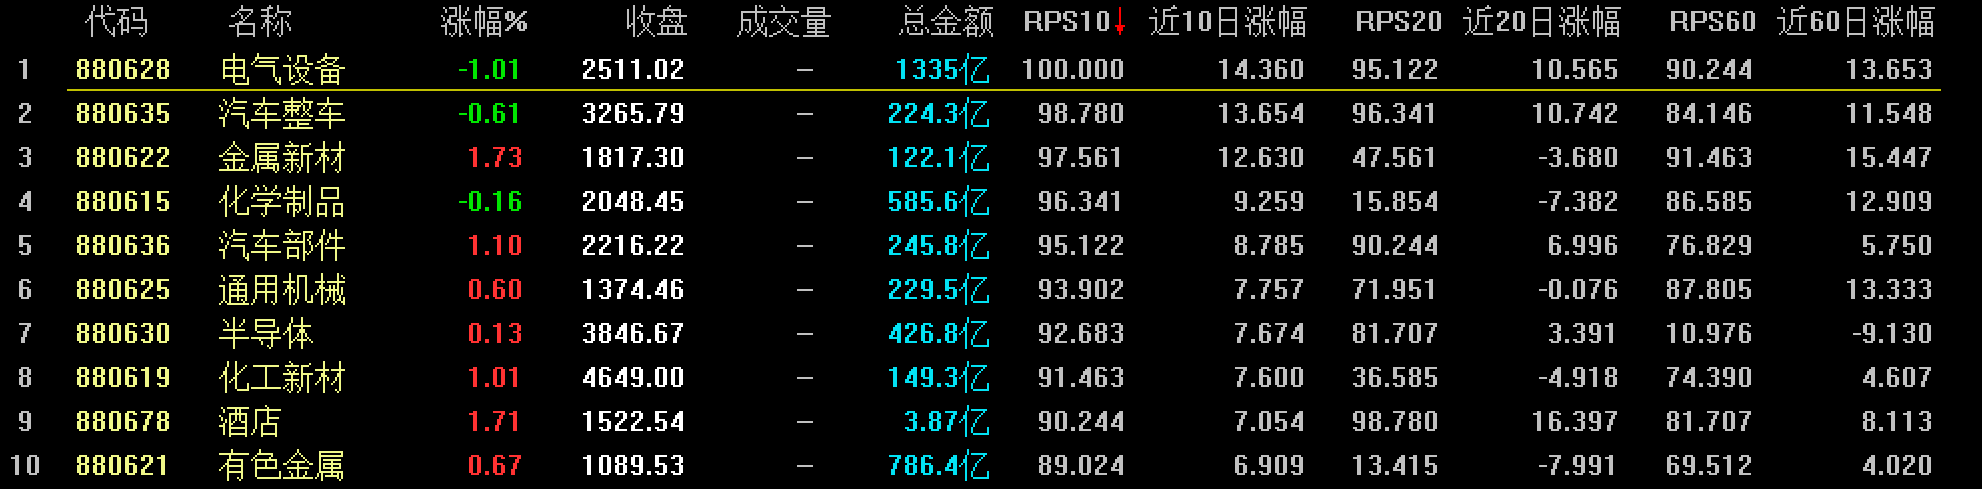 代码 名称 涨幅% 收盘 成交量 总金额 RPS10↓ 近10日涨幅 RPS20 近20日涨幅 RPS60 近60日涨幅
1 880628 电气设备 -1.01 2511.02 – 1335亿 100.000 14.360 95.122 10.565 90.244 13.653
2 880635 汽车整车 -0.61 3265.79 – 224.3亿 98.780 13.654 96.341 10.742 84.146 11.548
3 880622 金属新材 1.73 1817.30 – 122.1亿 97.561 12.630 47.561 -3.680 91.463 15.447
4 880615 化学制品 -0.16 2048.45 – 585.6亿 96.341 9.259 15.854 -7.382 86.585 12.909
5 880636 汽车部件 1.10 2216.22 – 245.8亿 95.122 8.785 90.244 6.996 76.829 5.750
6 880625 通用机械 0.60 1374.46 – 229.5亿 93.902 7.757 71.951 -0.076 87.805 13.333
7 880630 半导体 0.13 3846.67 – 426.8亿 92.683 7.674 81.707 3.391 10.976 -9.130
8 880619 化工新材 1.01 4649.00 – 149.3亿 91.463 7.600 36.585 -4.918 74.390 4.607
9 880678 酒店 1.71 1522.54 – 3.87亿 90.244 7.054 98.780 16.397 81.707 8.113
10 880621 有色金属 0.67 1089.53 – 786.4亿 89.024 6.909 13.415 -7.991 69.512 4.020